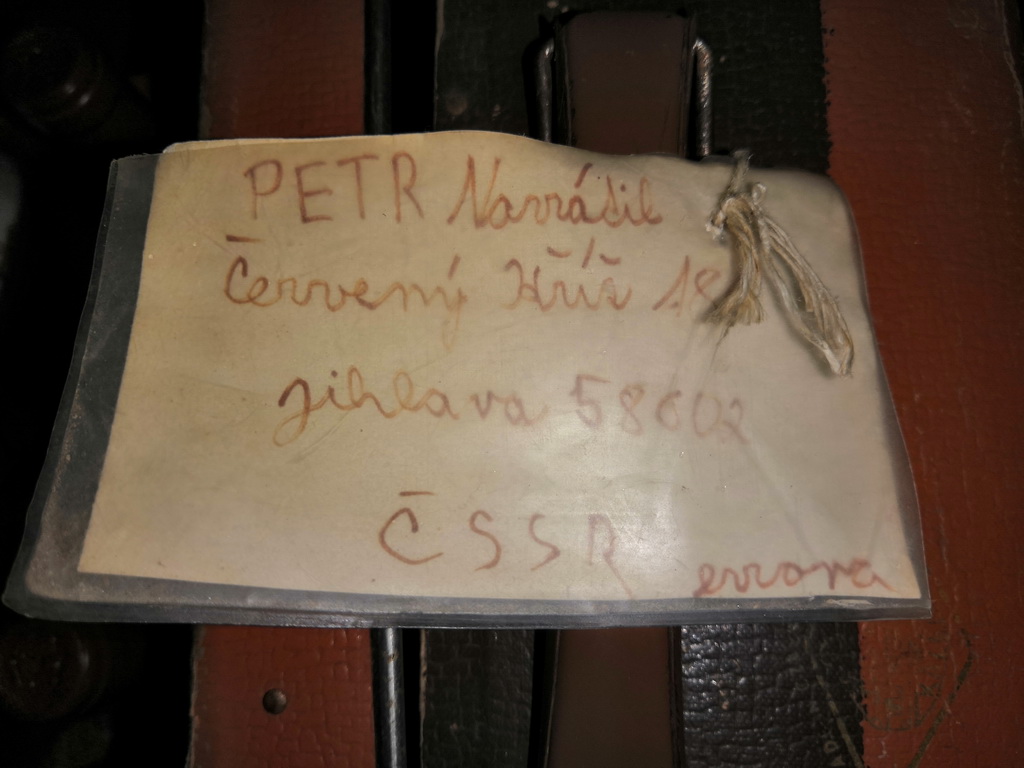 PETR Navrátil
Červený Kříž 18
Jihlava 58602
ČSSR